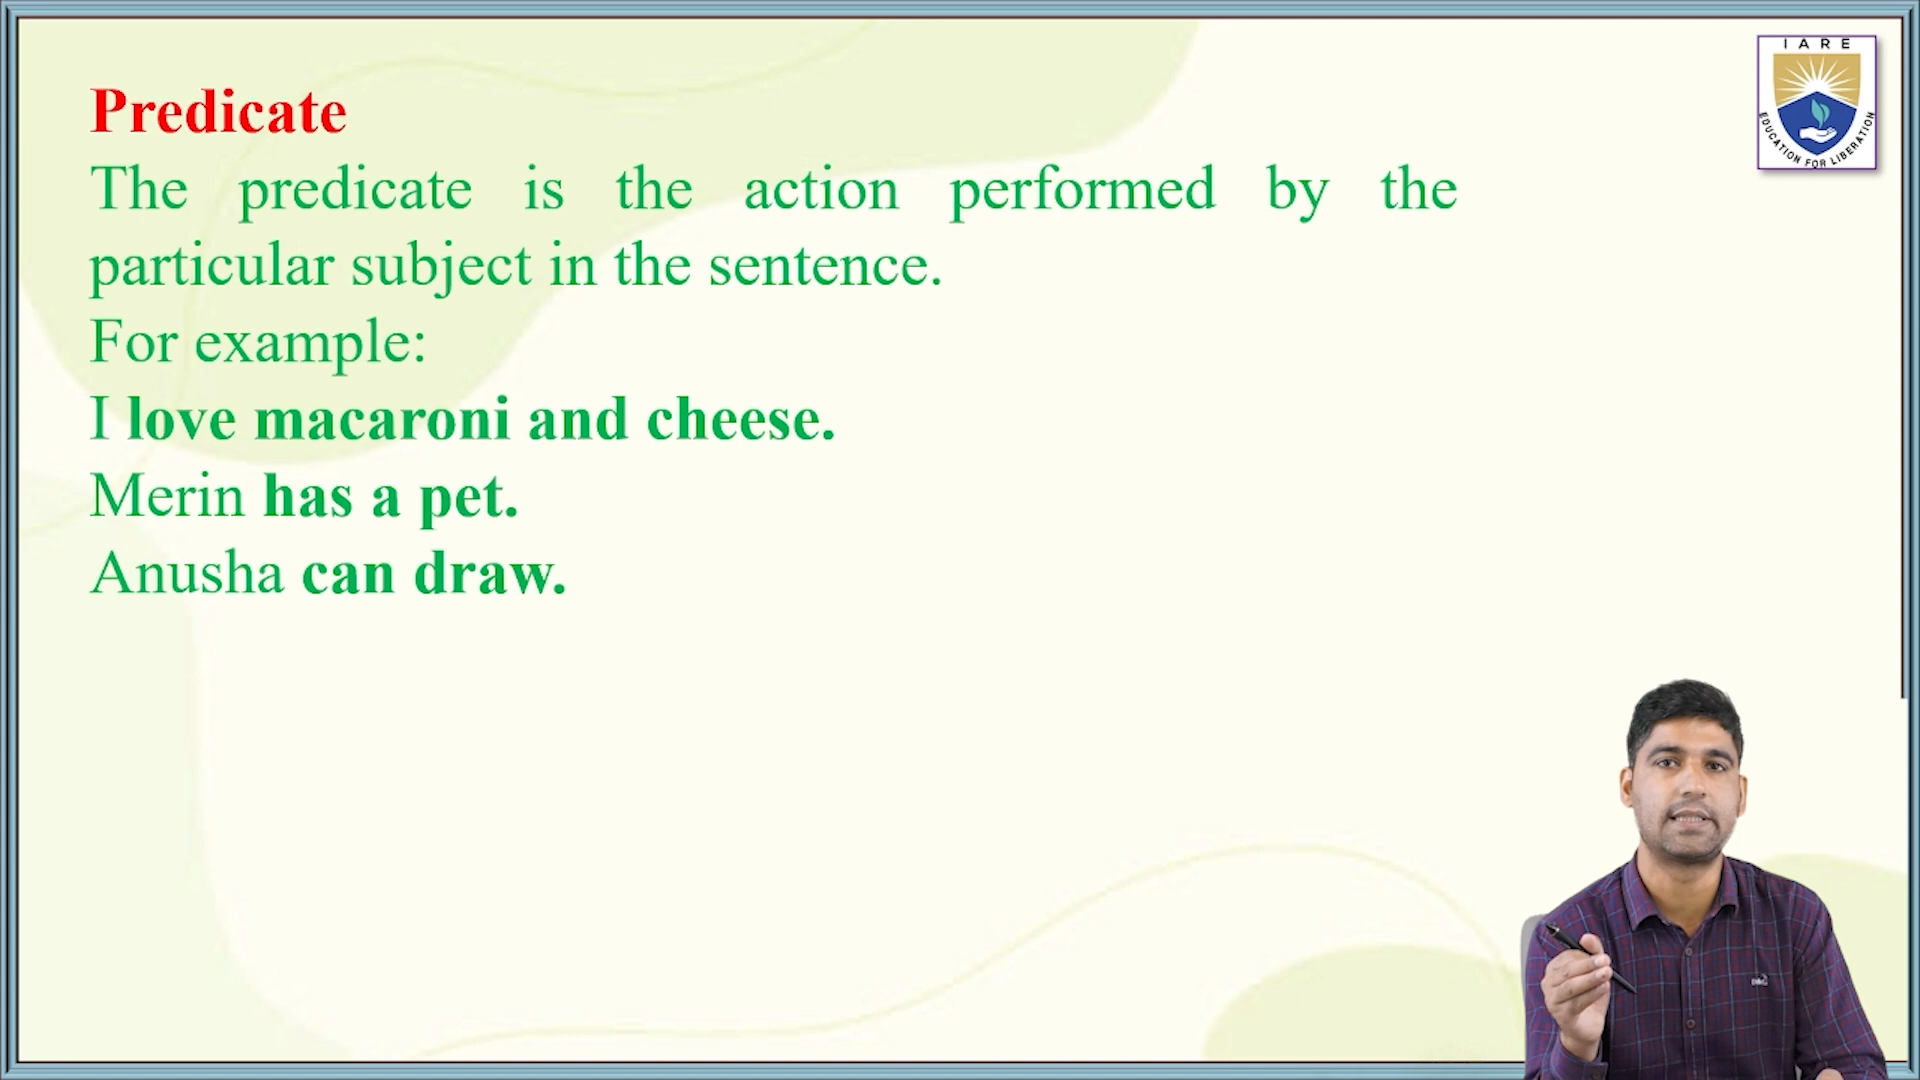 IARE
EDUCATION FOR LIBERATION
Predicate
The predicate is the action performed by the
particular subject in the sentence.
For example:
I love macaroni and cheese.
Merin has a pet.
Anusha can draw.